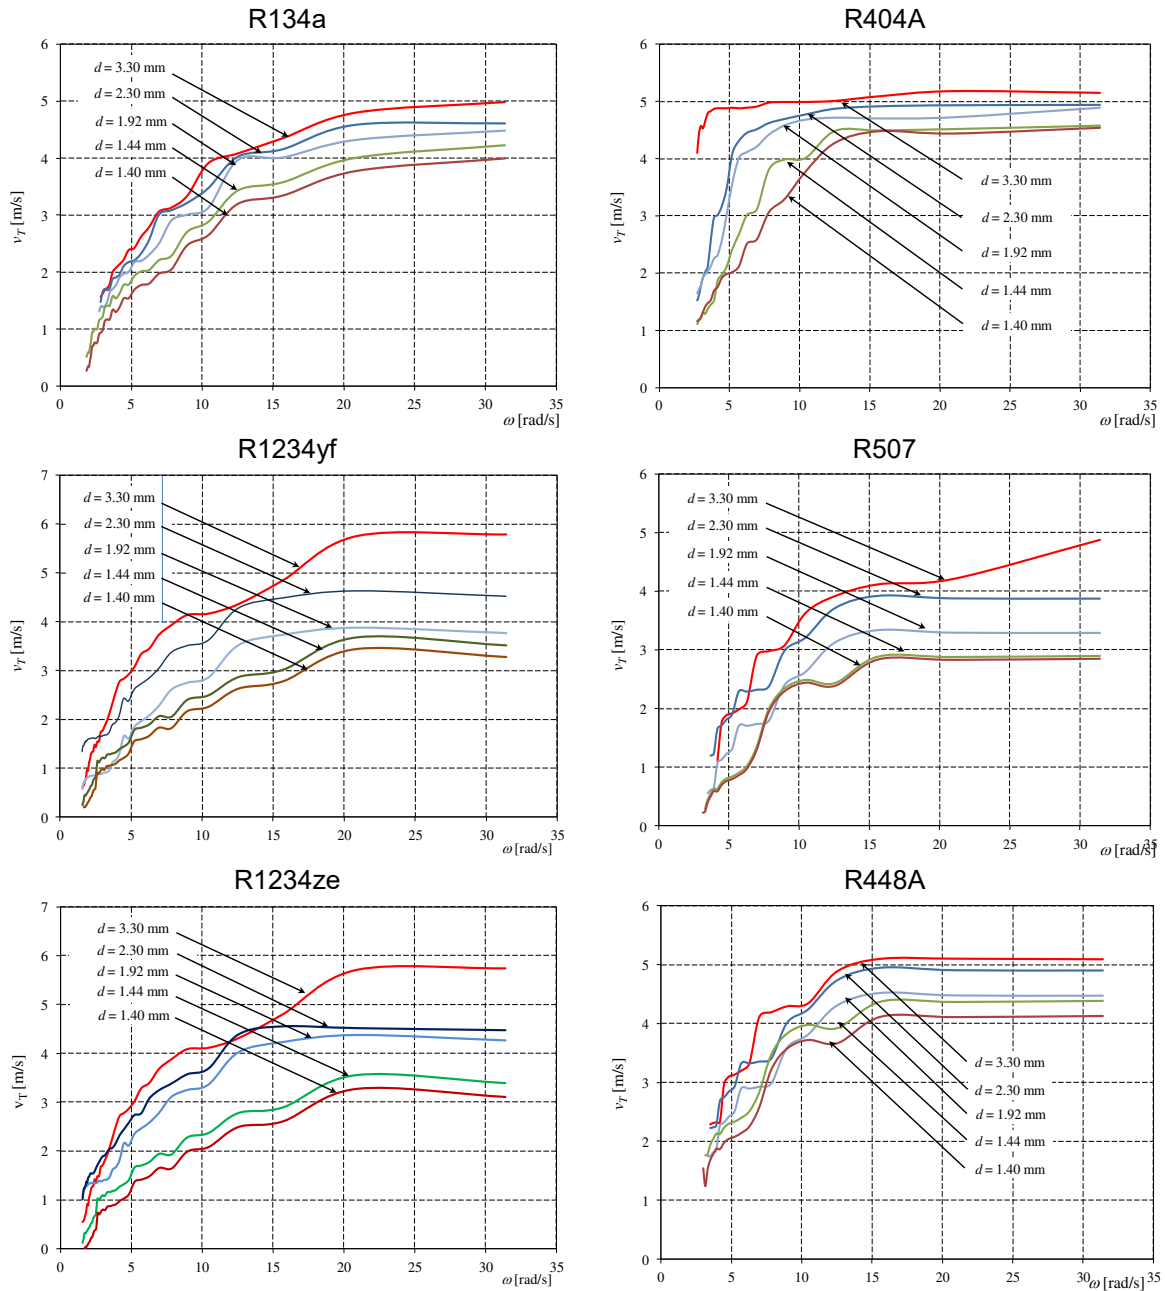 R134a
6
5
4
3
2
1
0
v_T [m/s]
d = 3.30 mm
d = 2.30 mm
d = 1.92 mm
d = 1.44 mm
d = 1.40 mm
0 5 10 15 20 25 30 35
ω [rad/s]
R404A
6
5
4
3
2
1
0
v_T [m/s]
d = 3.30 mm
d = 2.30 mm
d = 1.92 mm
d = 1.44 mm
d = 1.40 mm
0 5 10 15 20 25 30 35
ω [rad/s]
R1234yf
7
6
5
4
3
2
1
0
v_T [m/s]
d = 3.30 mm
d = 2.30 mm
d = 1.92 mm
d = 1.44 mm
d = 1.40 mm
0 5 10 15 20 25 30 35
ω [rad/s]
R507
6
5
4
3
2
1
0
v_T [m/s]
d = 3.30 mm
d = 2.30 mm
d = 1.92 mm
d = 1.44 mm
d = 1.40 mm
0 5 10 15 20 25 30 35
ω [rad/s]
R1234ze
7
6
5
4
3
2
1
0
v_T [m/s]
d = 3.30 mm
d = 2.30 mm
d = 1.92 mm
d = 1.44 mm
d = 1.40 mm
0 5 10 15 20 25 30 35
ω [rad/s]
R448A
6
5
4
3
2
1
0
v_T [m/s]
d = 3.30 mm
d = 2.30 mm
d = 1.92 mm
d = 1.44 mm
d = 1.40 mm
0 5 10 15 20 25 30 35
ω [rad/s]